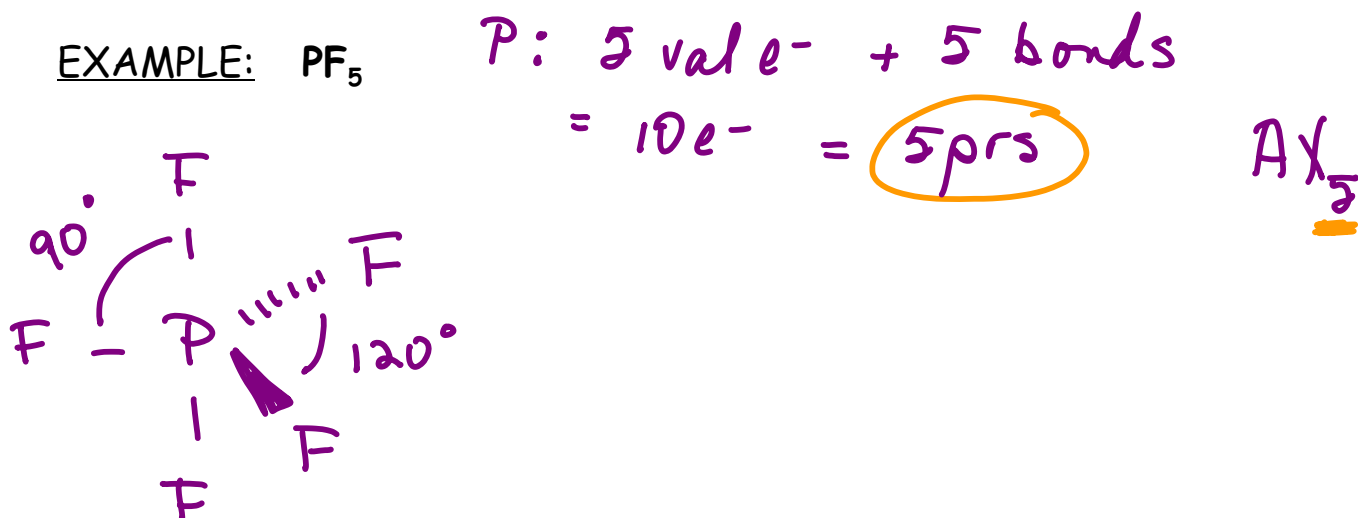 EXAMPLE: PF₅ P: 5 val e⁻ + 5 bonds
= 10e⁻ = 5prs AX₅
F
90°
F
F - P 120°
F
F